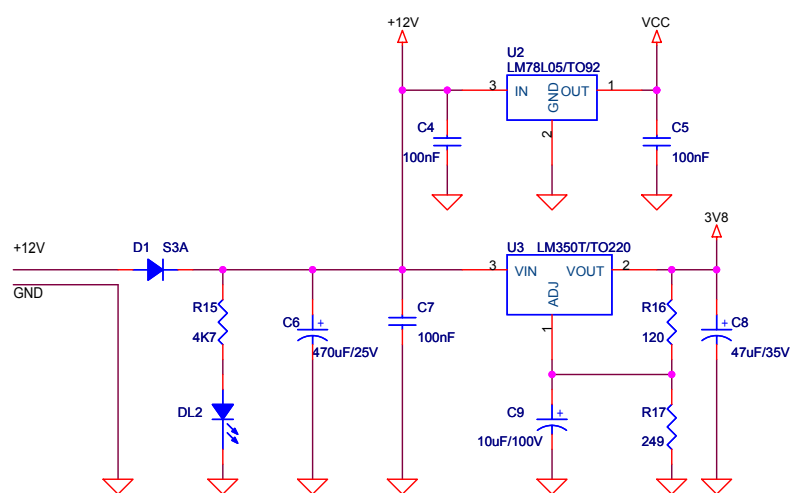 +12V
VCC
U2
LM78L05/TO92
3
IN
GND
OUT
1
2
C4
100nF
C5
100nF
3V8
+12V
D1
S3A
GND
U3
LM350T/TO220
3
VIN
VOUT
2
ADJ
1
R15
4K7
C6
+
470uF/25V
C7
100nF
R16
120
+
C8
47uF/35V
DL2
C9
+
10uF/100V
R17
249